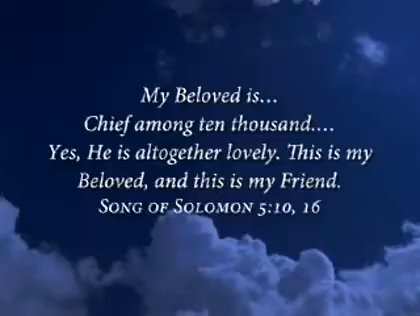 My Beloved is...
Chief among ten thousand....
Yes, He is altogether lovely. This is my
Beloved, and this is my Friend.
Song of Solomon 5:10, 16